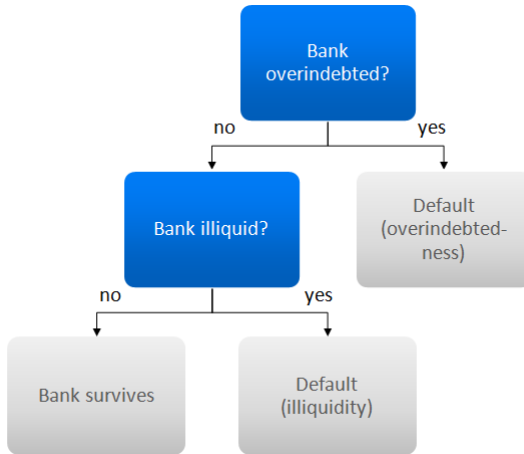 Bank
overindebted?
no
yes
Bank illiquid?
Default
(overindebted-
ness)
no
yes
Bank survives
Default
(illiquidity)